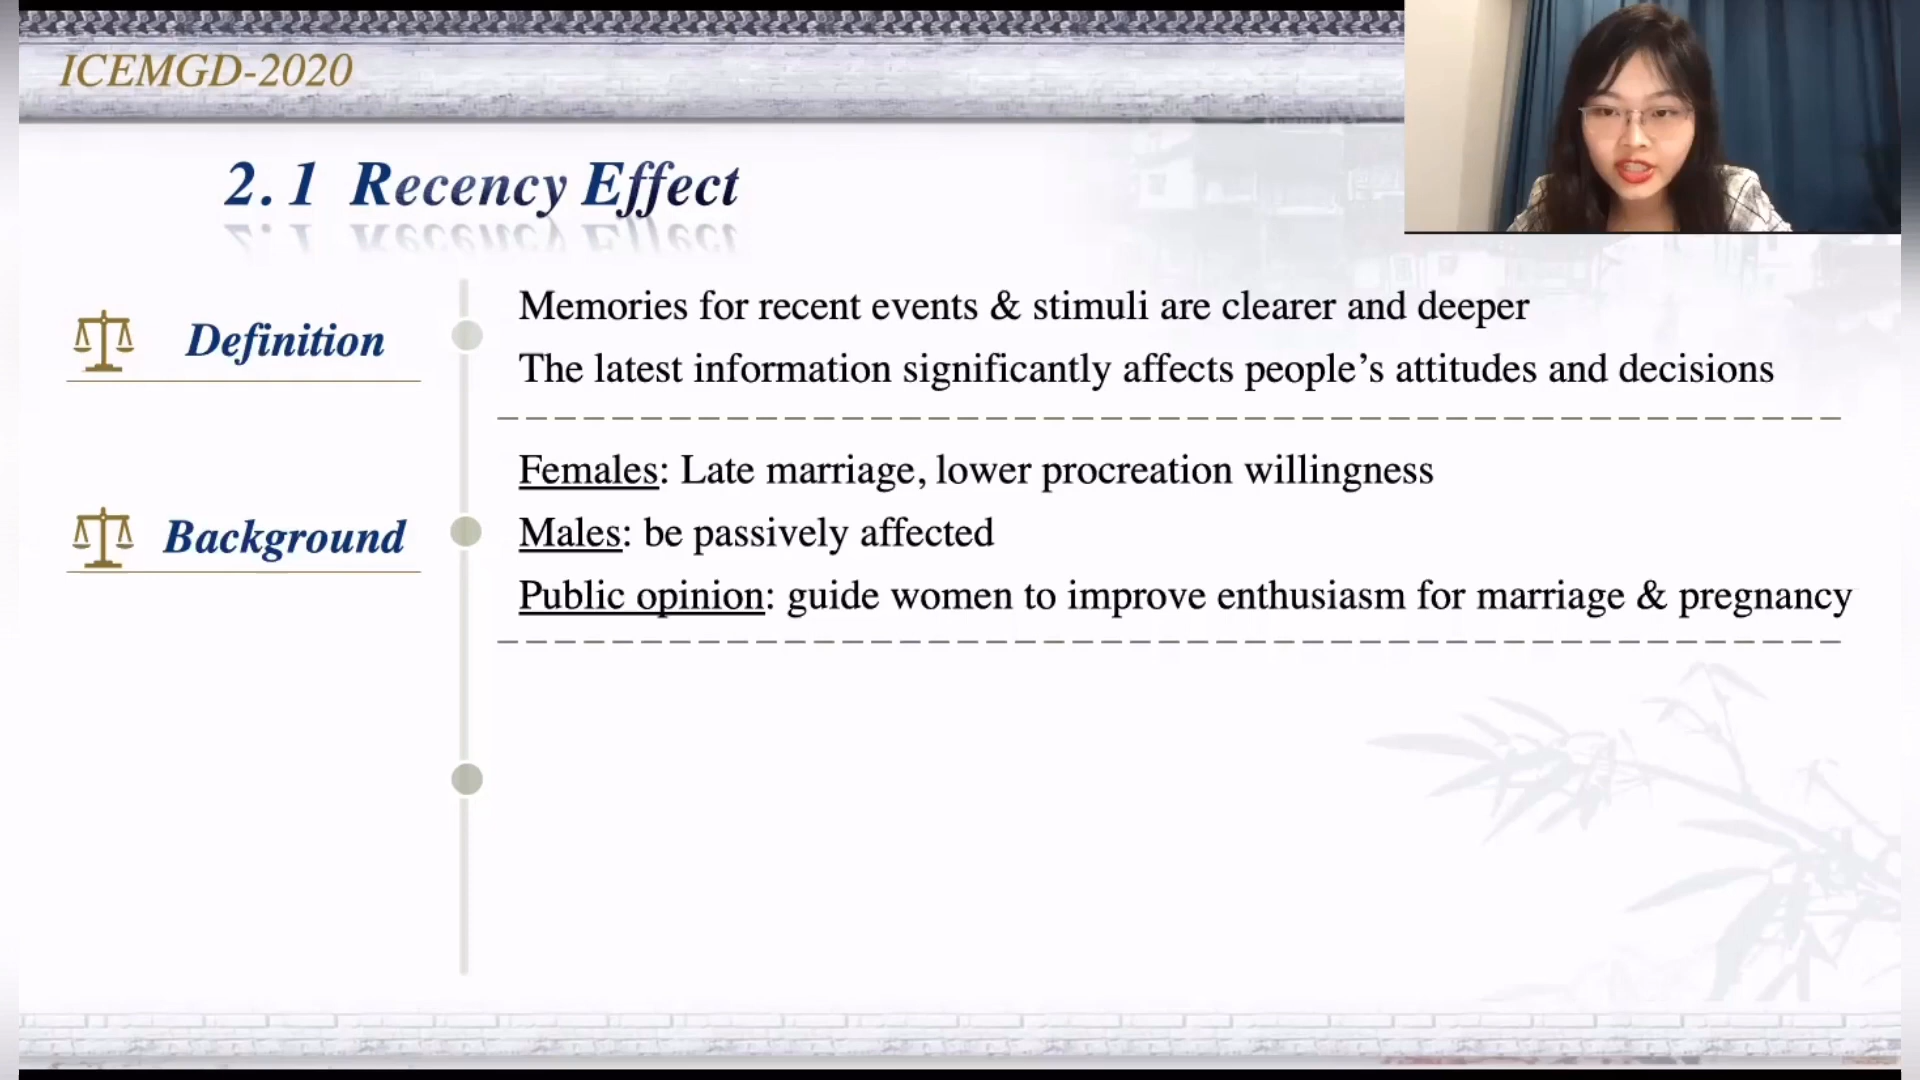 ICEMGD-2020
2.1 Recency Effect
Definition
Memories for recent events & stimuli are clearer and deeper
The latest information significantly affects people’s attitudes and decisions
Background
Females: Late marriage, lower procreation willingness
Males: be passively affected
Public opinion: guide women to improve enthusiasm for marriage & pregnancy